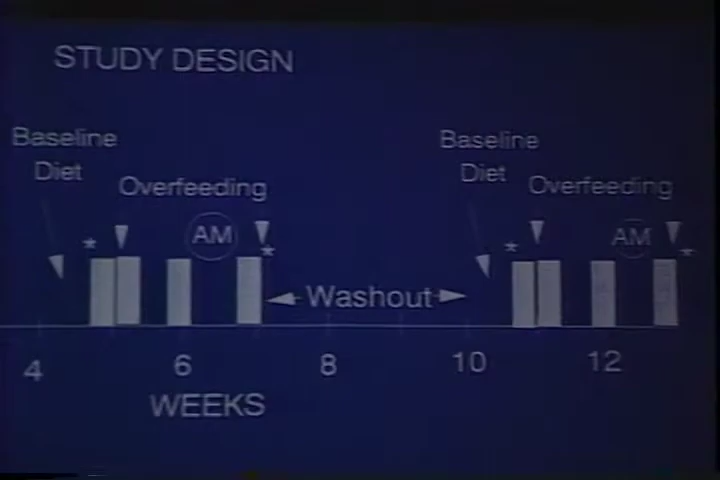 STUDY DESIGN
Baseline
Diet
Overfeeding
AM
*
*
Washout
Baseline
Diet
Overfeeding
AM
*
*
4 6 8 10 12
WEEKS